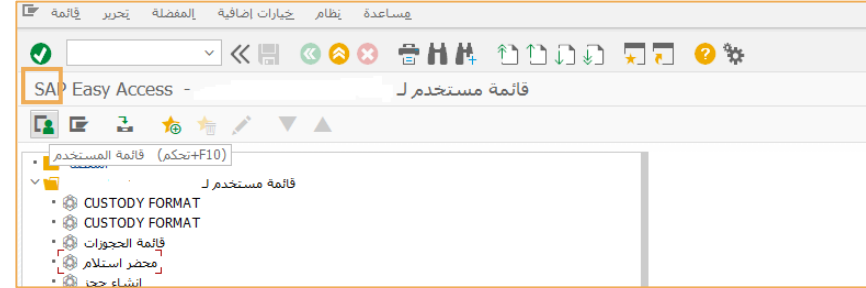 قائمة تحرير المفضلة خيارات إضافية نظام مساعدة
SAP Easy Access - قائمة مستخدم لـ
قائمة المستخدم (تحكم+F10)
قائمة مستخدم لـ
CUSTODY FORMAT
CUSTODY FORMAT
قائمة الحجوزات
محضر استلام
انشاء حجز